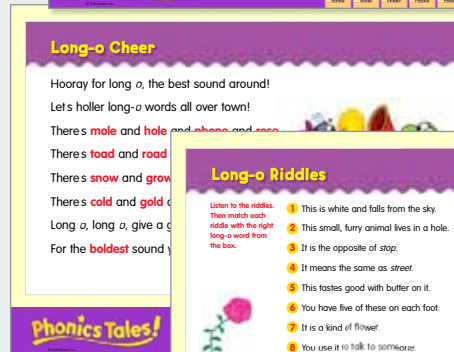 Long-o Cheer
Hooray for long o, the best sound around!
Let s holler long-o words all over town!
There s mole and hole and phone and rose
There s toad and road
There s snow and grow
There s cold and gold
Long o, long o, give a
For the boldest sound
Phonics Tales!
Long-o Riddles
Listen to the riddles.
Then match each
riddle with the right
long-o word from
the box.
1 This is white and falls from the sky.
2 This small, furry animal lives in a hole.
3 It is the opposite of stop.
4 It means the same as street.
5 This tastes good with butter on it.
6 You have five of these on each foot.
7 It is a kind of flower.
8 You use it to talk to someone.